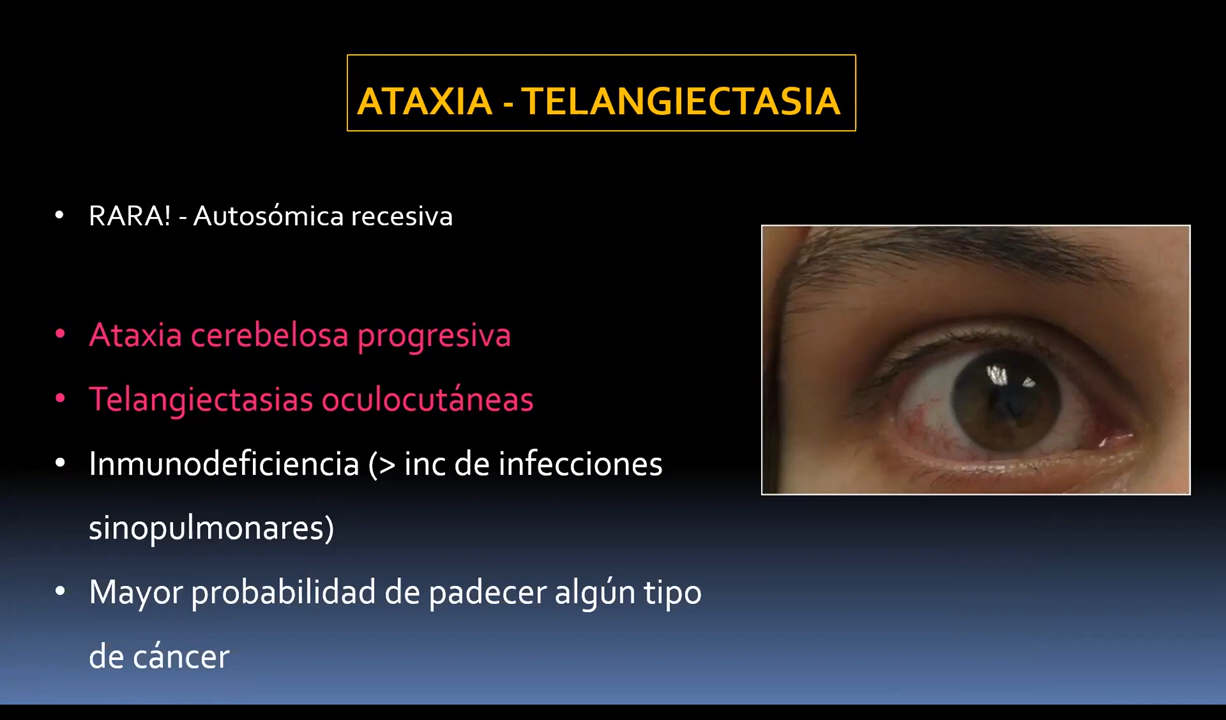 ATAXIA - TELANGIECTASIA
• RARA! - Autosómica recesiva
• Ataxia cerebelosa progresiva
• Telangiectasias oculocutáneas
• Inmunodeficiencia (> inc de infecciones
sinopulmonares)
• Mayor probabilidad de padecer algún tipo
de cáncer